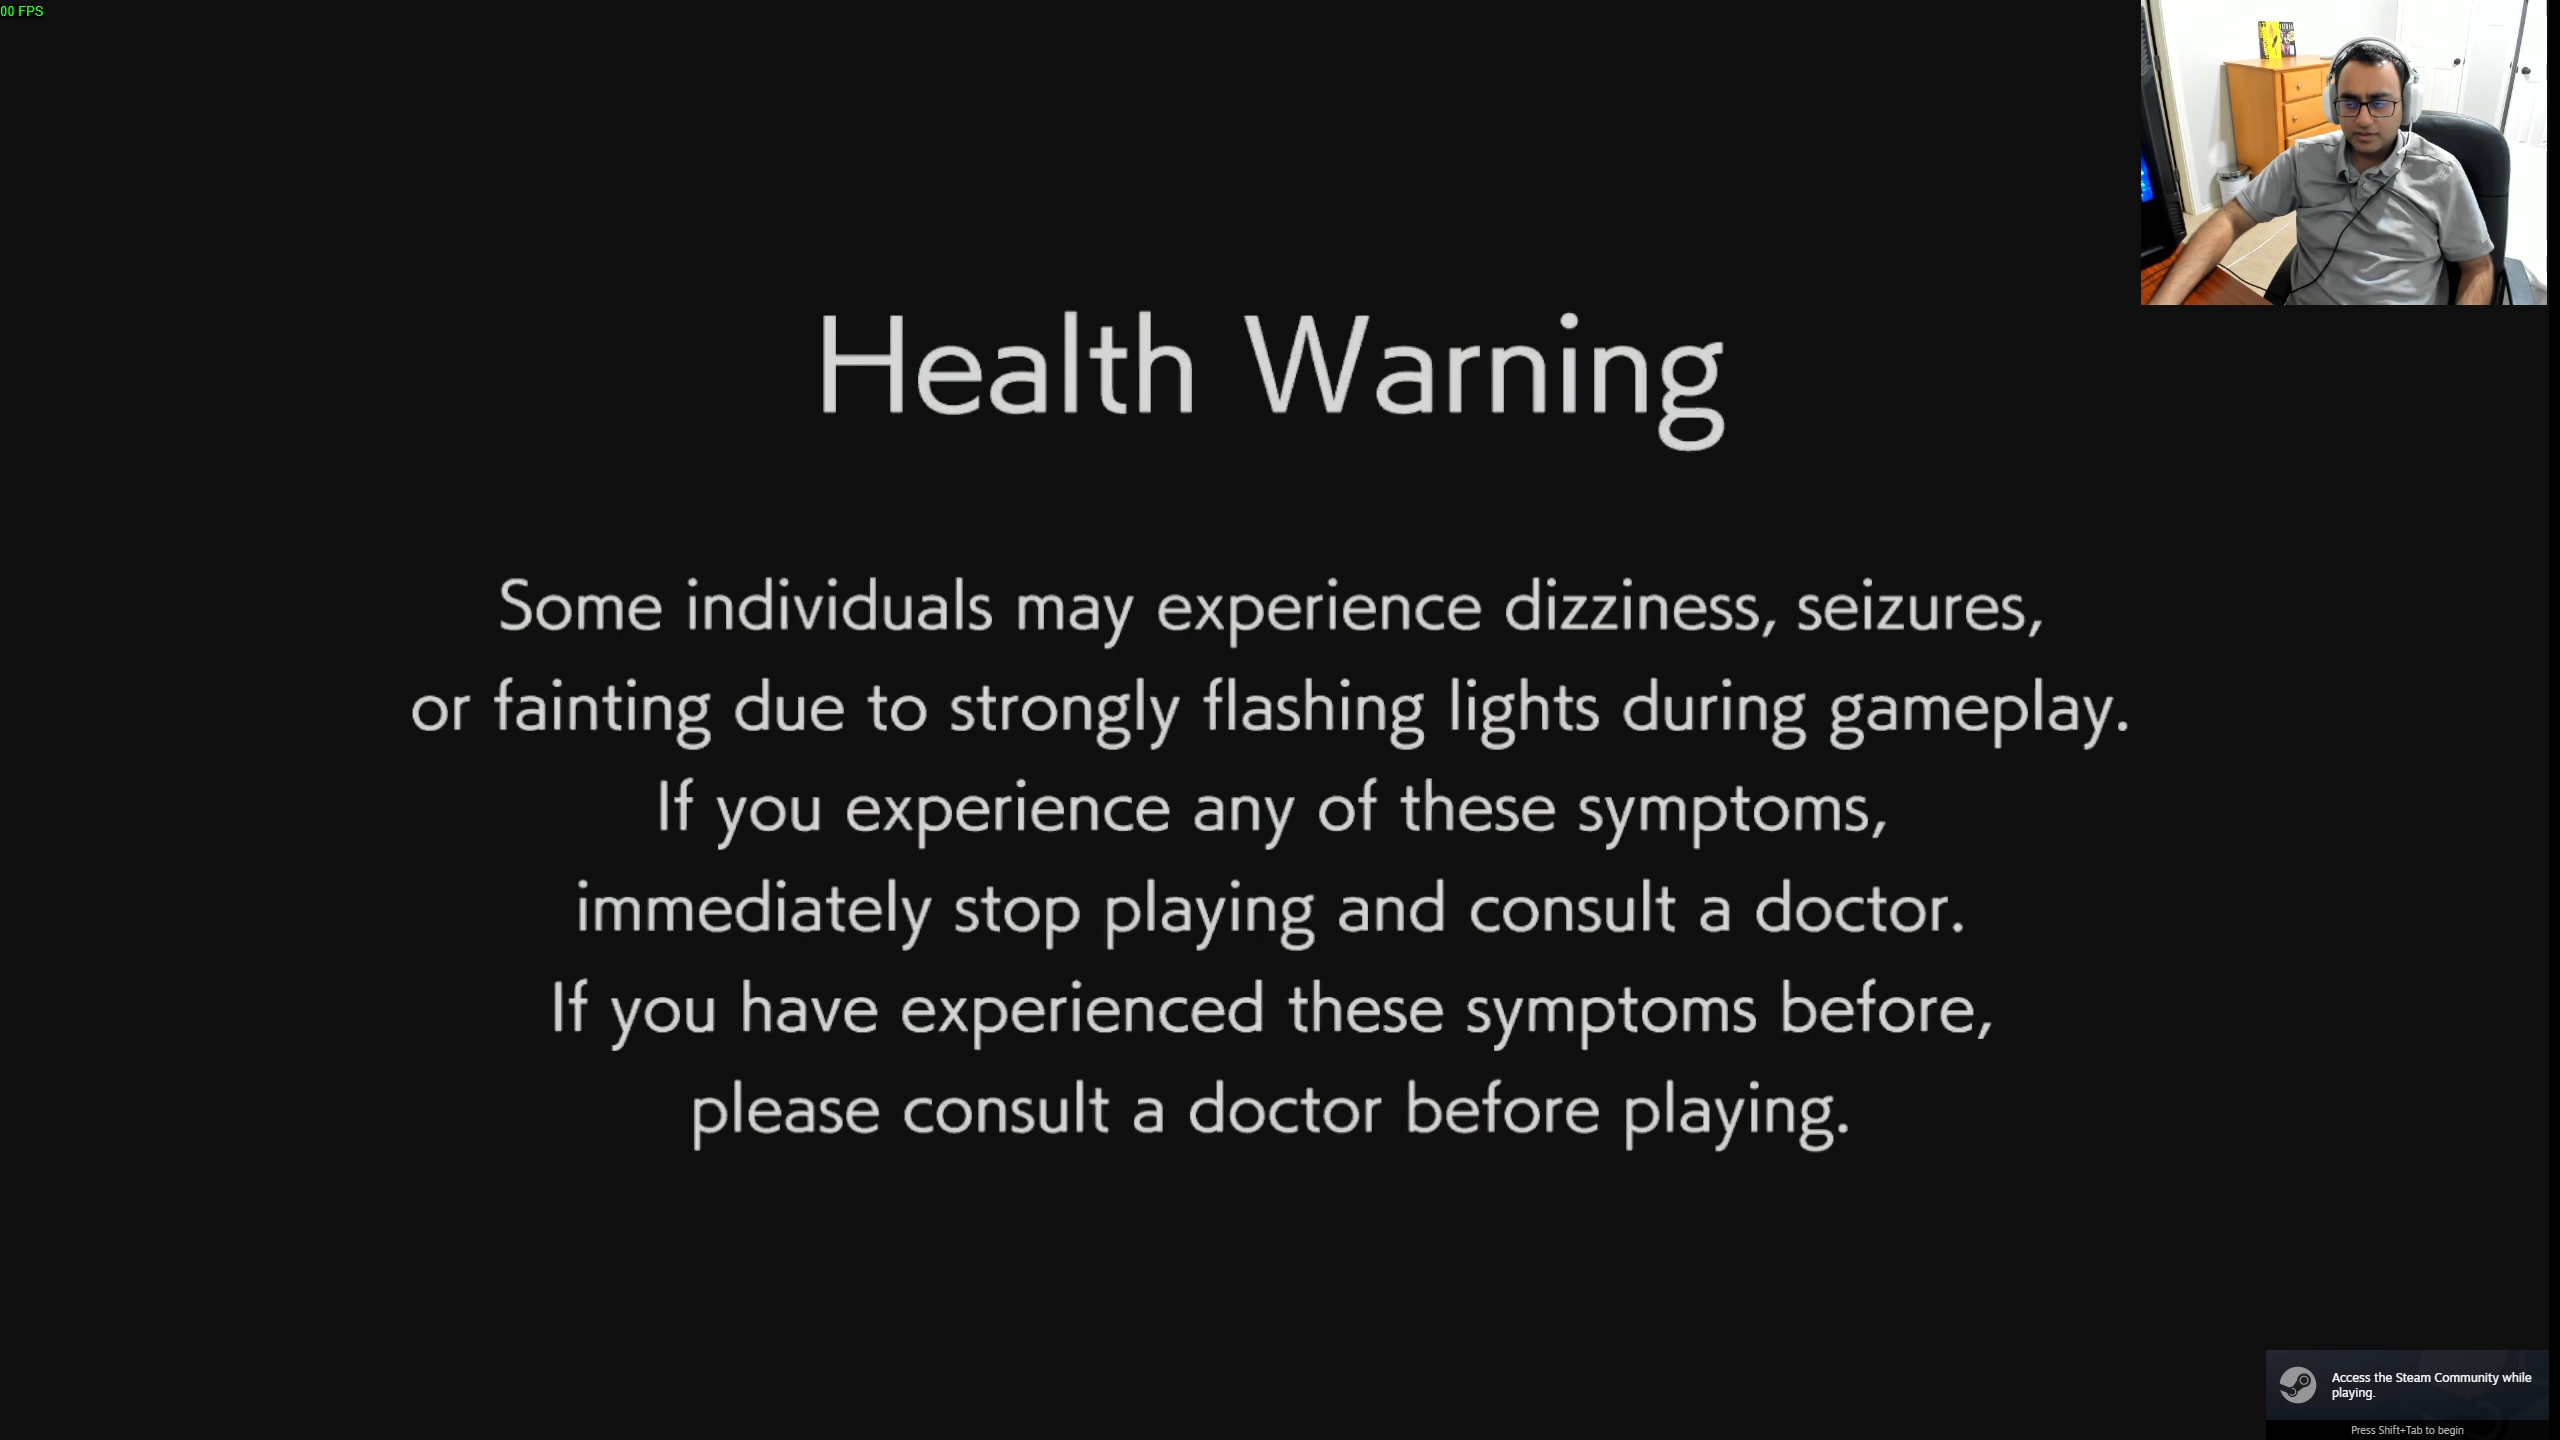 00 FPS
Health Warning
Some individuals may experience dizziness, seizures,
or fainting due to strongly flashing lights during gameplay.
If you experience any of these symptoms,
immediately stop playing and consult a doctor.
If you have experienced these symptoms before,
please consult a doctor before playing.
Access the Steam Community while
playing.
Press Shift+Tab to begin